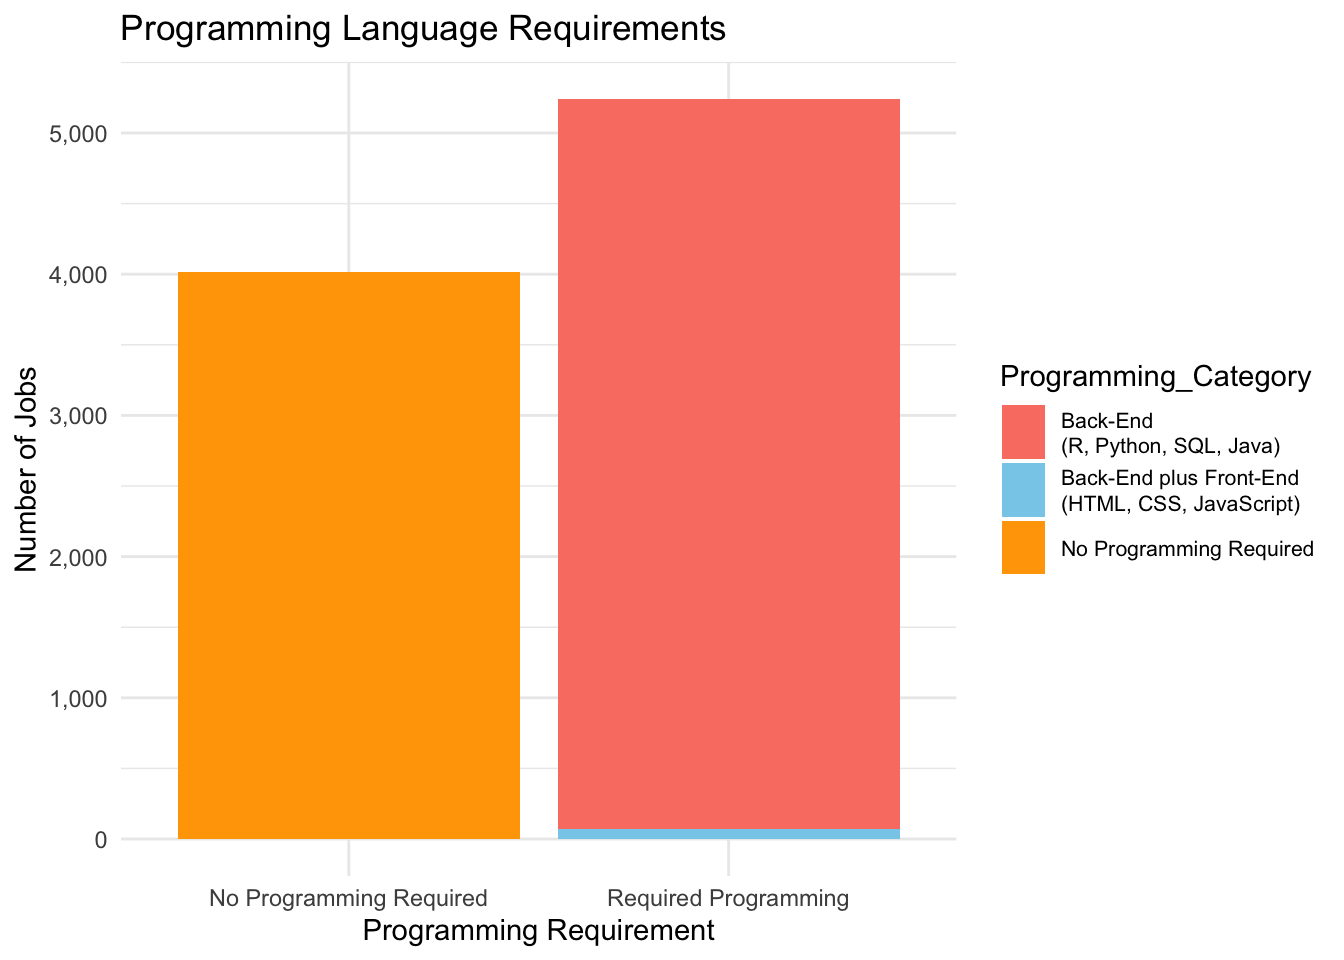 Programming Language Requirements
5,000
4,000
3,000
2,000
1,000
0
Number of Jobs
No Programming Required
Required Programming
Programming Requirement
Programming_Category
Back-End
(R, Python, SQL, Java)
Back-End plus Front-End
(HTML, CSS, JavaScript)
No Programming Required